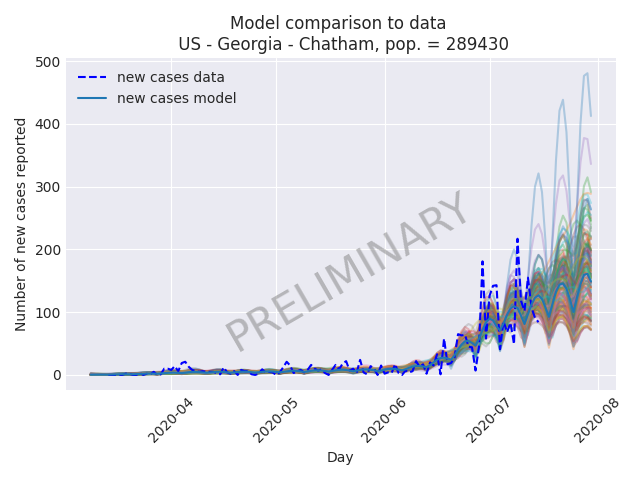 Model comparison to data
US - Georgia - Chatham, pop. = 289430
500
400
300
200
100
0
Number of new cases reported
new cases data
new cases model
PRELIMINARY
2020-04
2020-05
2020-06
2020-07
2020-08
Day